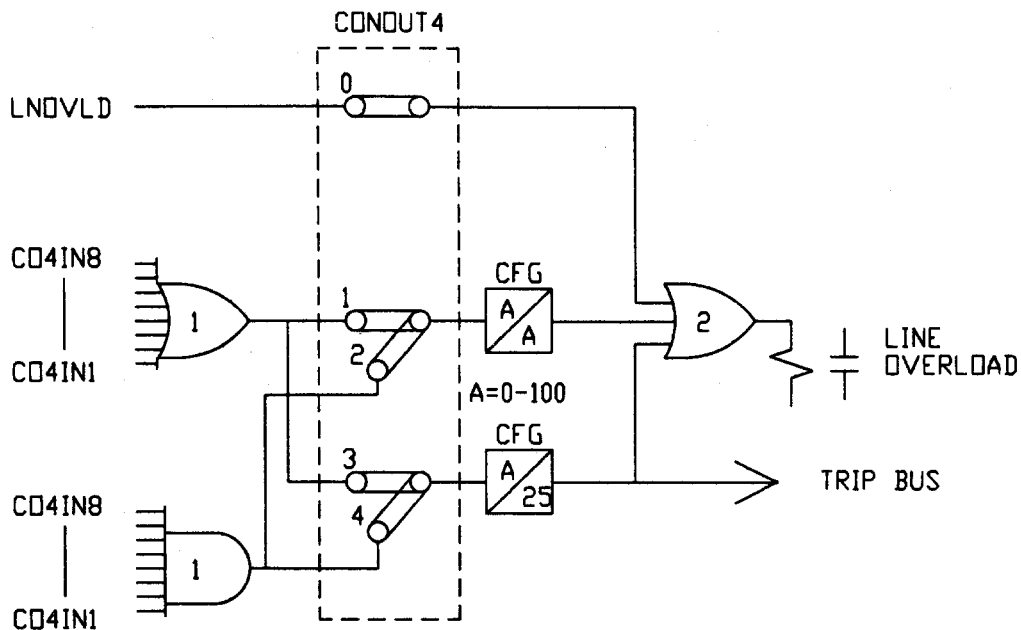 CONOUT4
0
LNOVLD
CO4IN8
CO4IN1
1
1
2
CFG
A
A
2
LINE
OVERLOAD
A=0-100
CFG
3
4
A
25
TRIP BUS
CO4IN8
CO4IN1
1